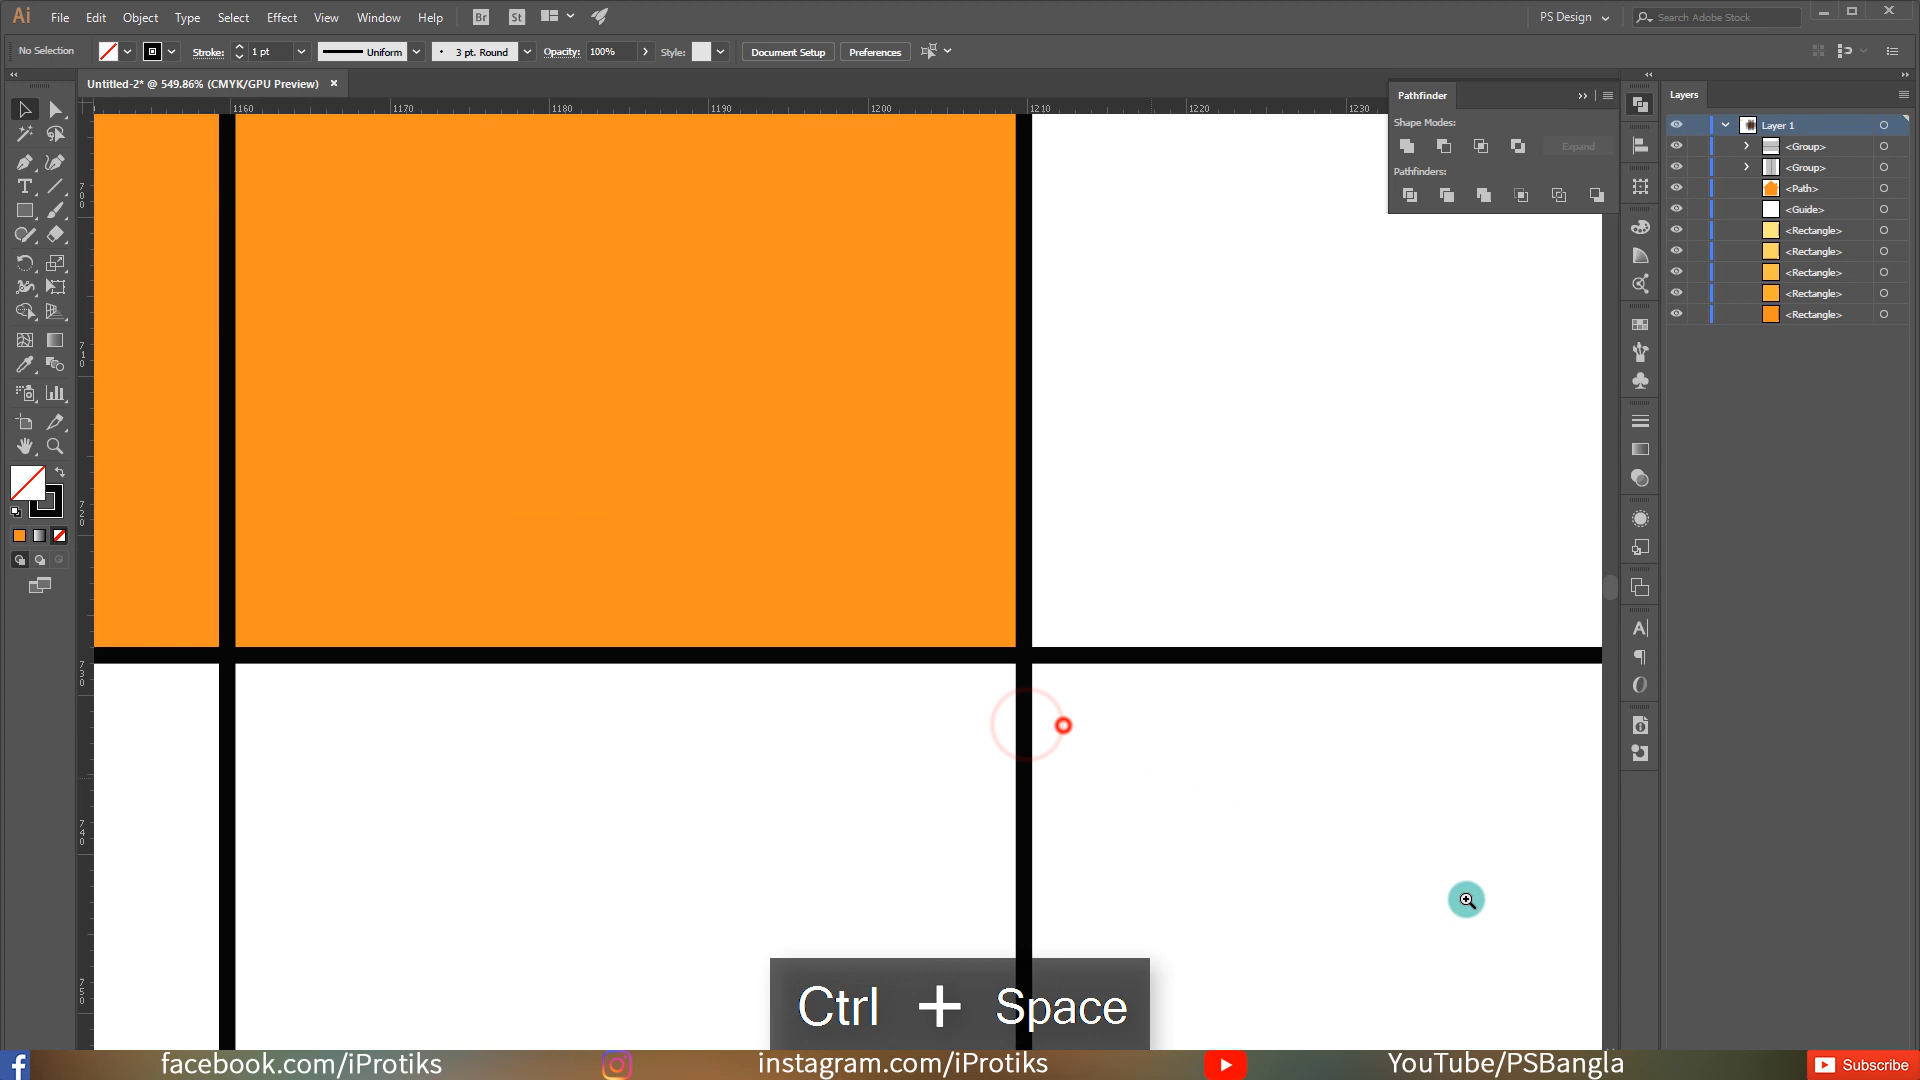 Ai File Edit Object Type Select Effect View Window Help Br St PS Design Search Adobe Stock
No Selection Stroke: 1 pt Uniform 3 pt. Round Opacity: 100% Style: Document Setup Preferences
Untitled-2* @ 549.86% (CMYK/GPU Preview)
1160 1170 1180 1190 1200 1210 1220 1230
Pathfinder
Shape Modes:
Expand
Pathfinders:
Layers
Layer 1
<Group>
<Group>
<Path>
<Guide>
<Rectangle>
<Rectangle>
<Rectangle>
<Rectangle>
<Rectangle>
700
710
720
730
740
750
Ctrl + Space
facebook.com/iProtiks instagram.com/iProtiks YouTube/PSBangla Subscribe